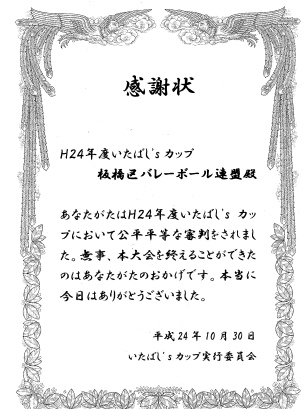 感謝状
H24年度いたばし's カップ
板橋区バレーボール連盟殿
あなたがたはH24年度いたばし's カッ
プにおいて公平平等な審判をされまし
た。無事、本大会を終えることができた
のはあなたがたのおかげです。本当に
今日はありがとうございました。
平成24年10月30日
いたばし's カップ実行委員会